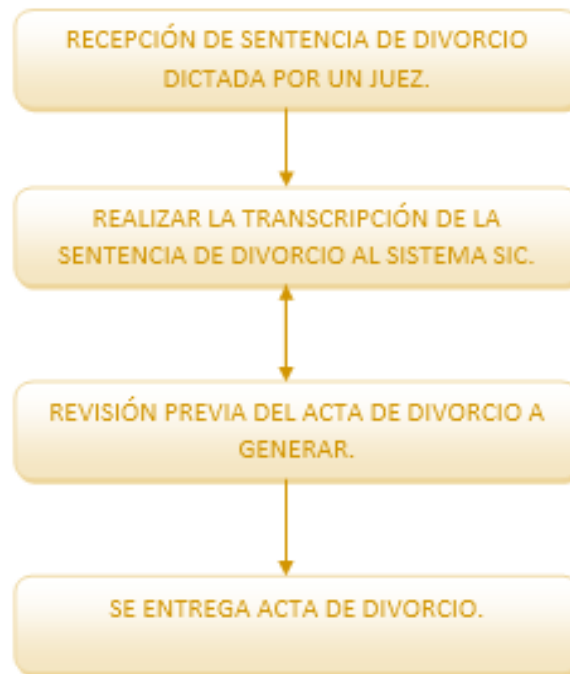 RECEPCIÓN DE SENTENCIA DE DIVORCIO
DICTADA POR UN JUEZ.
REALIZAR LA TRANSCRIPCIÓN DE LA
SENTENCIA DE DIVORCIO AL SISTEMA SIC.
REVISIÓN PREVIA DEL ACTA DE DIVORCIO A
GENERAR.
SE ENTREGA ACTA DE DIVORCIO.